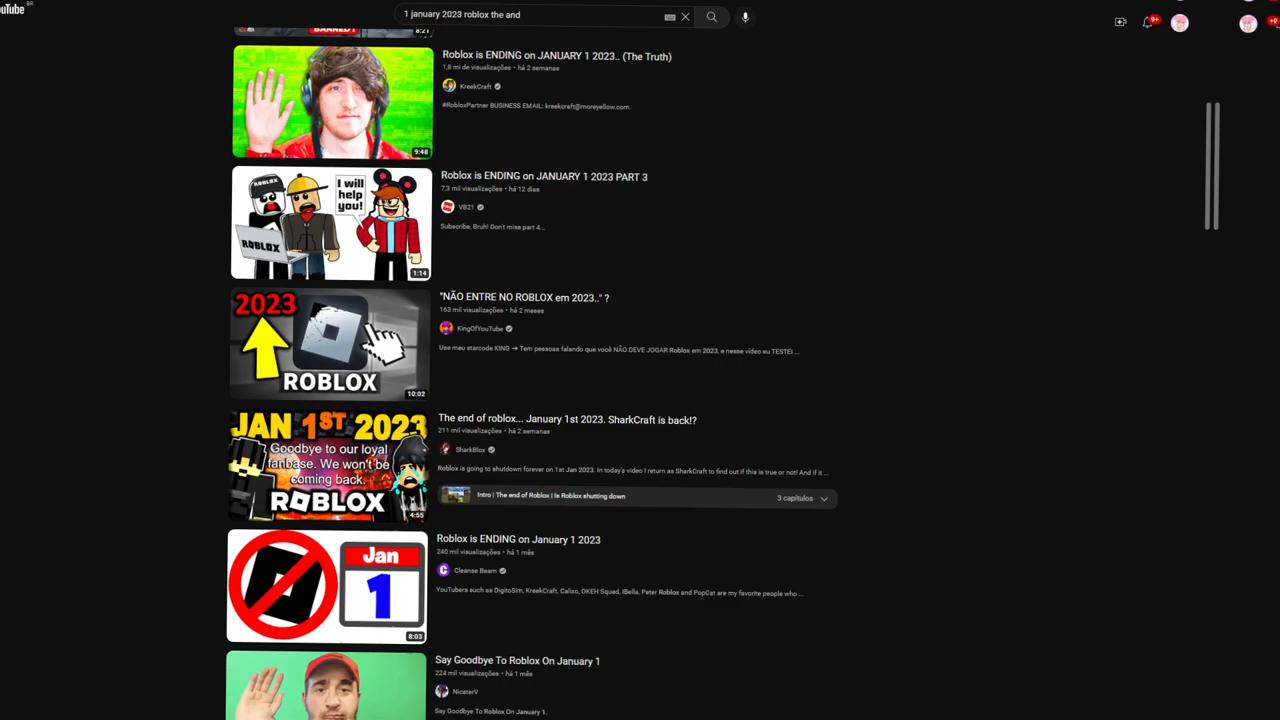 ouTube BR
1 january 2023 roblox the and
9+
BANNED!
8:21
Roblox is ENDING on JANUARY 1 2023.. (The Truth)
1,8 mi de visualizações • há 2 semanas
KreekCraft
#RobloxPartner BUSINESS EMAIL: kreekcraft@moreyellow.com.
9:48
Roblox is ENDING on JANUARY 1 2023 PART 3
7,3 mil visualizações • há 12 dias
VB21
Subscribe, Bruh! Don't miss part 4...
ROBLOX
I will
help
you!
ROBLOX
1:14
"NÃO ENTRE NO ROBLOX em 2023.." ?
163 mil visualizações • há 2 meses
KingOfYouTube
Use meu starcode KING ➔ Tem pessoas falando que você NÃO DEVE JOGAR Roblox em 2023, e nesse vídeo eu TESTEI ...
2023
ROBLOX
10:02
The end of roblox... January 1st 2023. SharkCraft is back!?
211 mil visualizações • há 2 semanas
SharkBlox
Roblox is going to shutdown forever on 1st Jan 2023. In today's video I return as SharkCraft to find out if this is true or not! And if it ...
Intro | The end of Roblox | Is Roblox shutting down
3 capítulos
JAN 1ST 2023
Goodbye to our loyal
fanbase. We won't be
coming back.
ROBLOX
4:55
Roblox is ENDING on January 1 2023
240 mil visualizações • há 1 mês
Cleanse Beam
YouTubers such as DigitoSim, KreekCraft, Calixo, OKEH Squad, IBella, Peter Roblox and PopCat are my favorite people who ...
Jan
1
8:03
Say Goodbye To Roblox On January 1
224 mil visualizações • há 1 mês
NicsterV
Say Goodbye To Roblox On January 1.